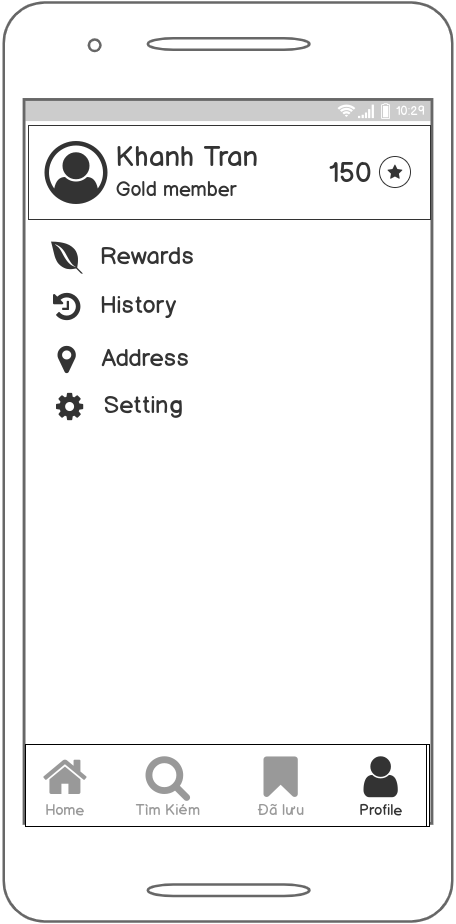 10:29
Khanh Tran
Gold member
150
Rewards
History
Address
Setting
Home
Tìm Kiếm
Đã lưu
Profile